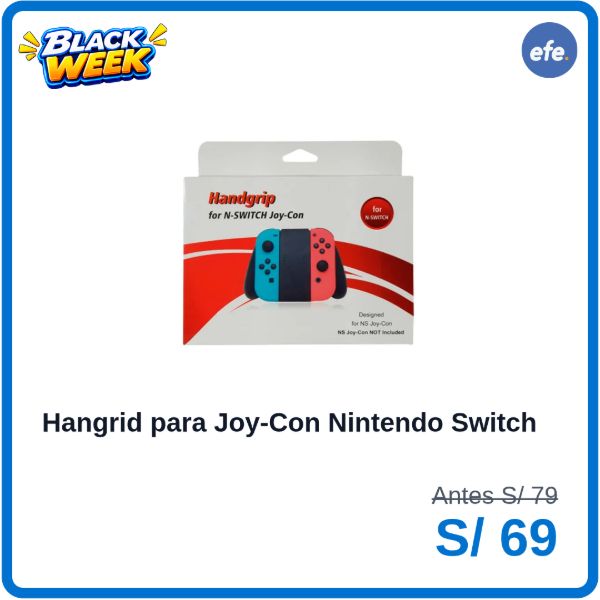 BLACK
WEEK
efe.
Handgrip
for N-SWITCH Joy-Con
for
N-SWITCH
Designed
for NS Joy-Con
NS Joy-Con NOT Included
Hangrid para Joy-Con Nintendo Switch
Antes S/ 79
S/ 69